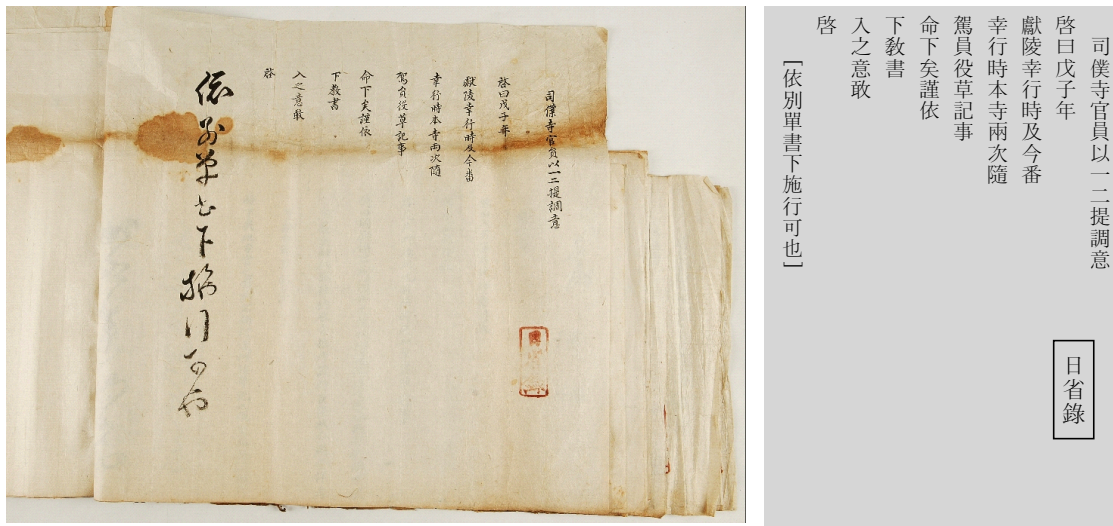 司僕寺官員以一二提調意
啓曰戊子年
獻陵幸行時及今番
幸行時本寺兩次隨
駕員役草記事
命下矣謹依
下敎書
入之意敢
啓
依別單書下施行可也
司僕寺官員以一二提調意
啓曰戊子年
獻陵幸行時及今番
幸行時本寺兩次隨
駕員役草記事
命下矣謹依
下敎書
入之意敢
啓
[依別單書下施行可也]
日省錄